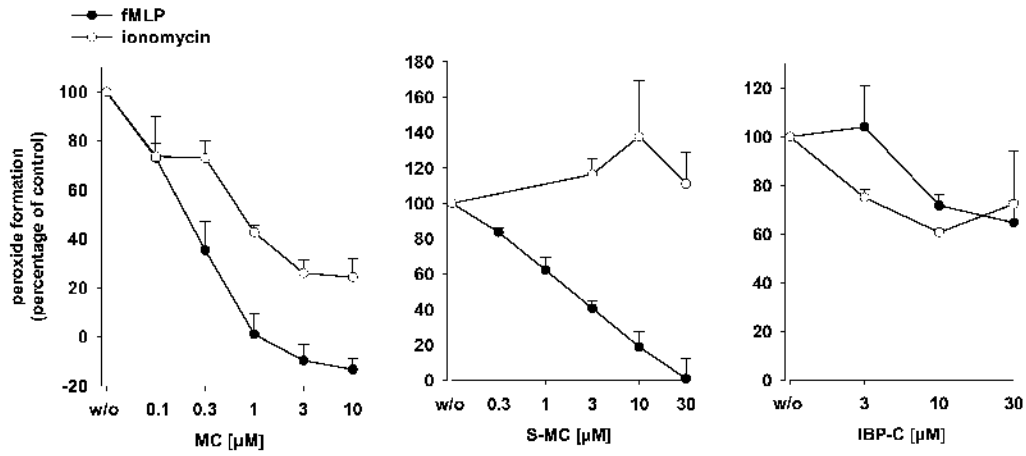 fMLP
ionomycin
peroxide formation
(percentage of control)
100
80
60
40
20
0
-20
w/o 0.1 0.3 1 3 10
MC [µM]
180
160
140
120
100
80
60
40
20
0
w/o 0.3 1 3 10 30
S-MC [µM]
120
100
80
60
40
20
0
w/o 3 10 30
IBP-C [µM]